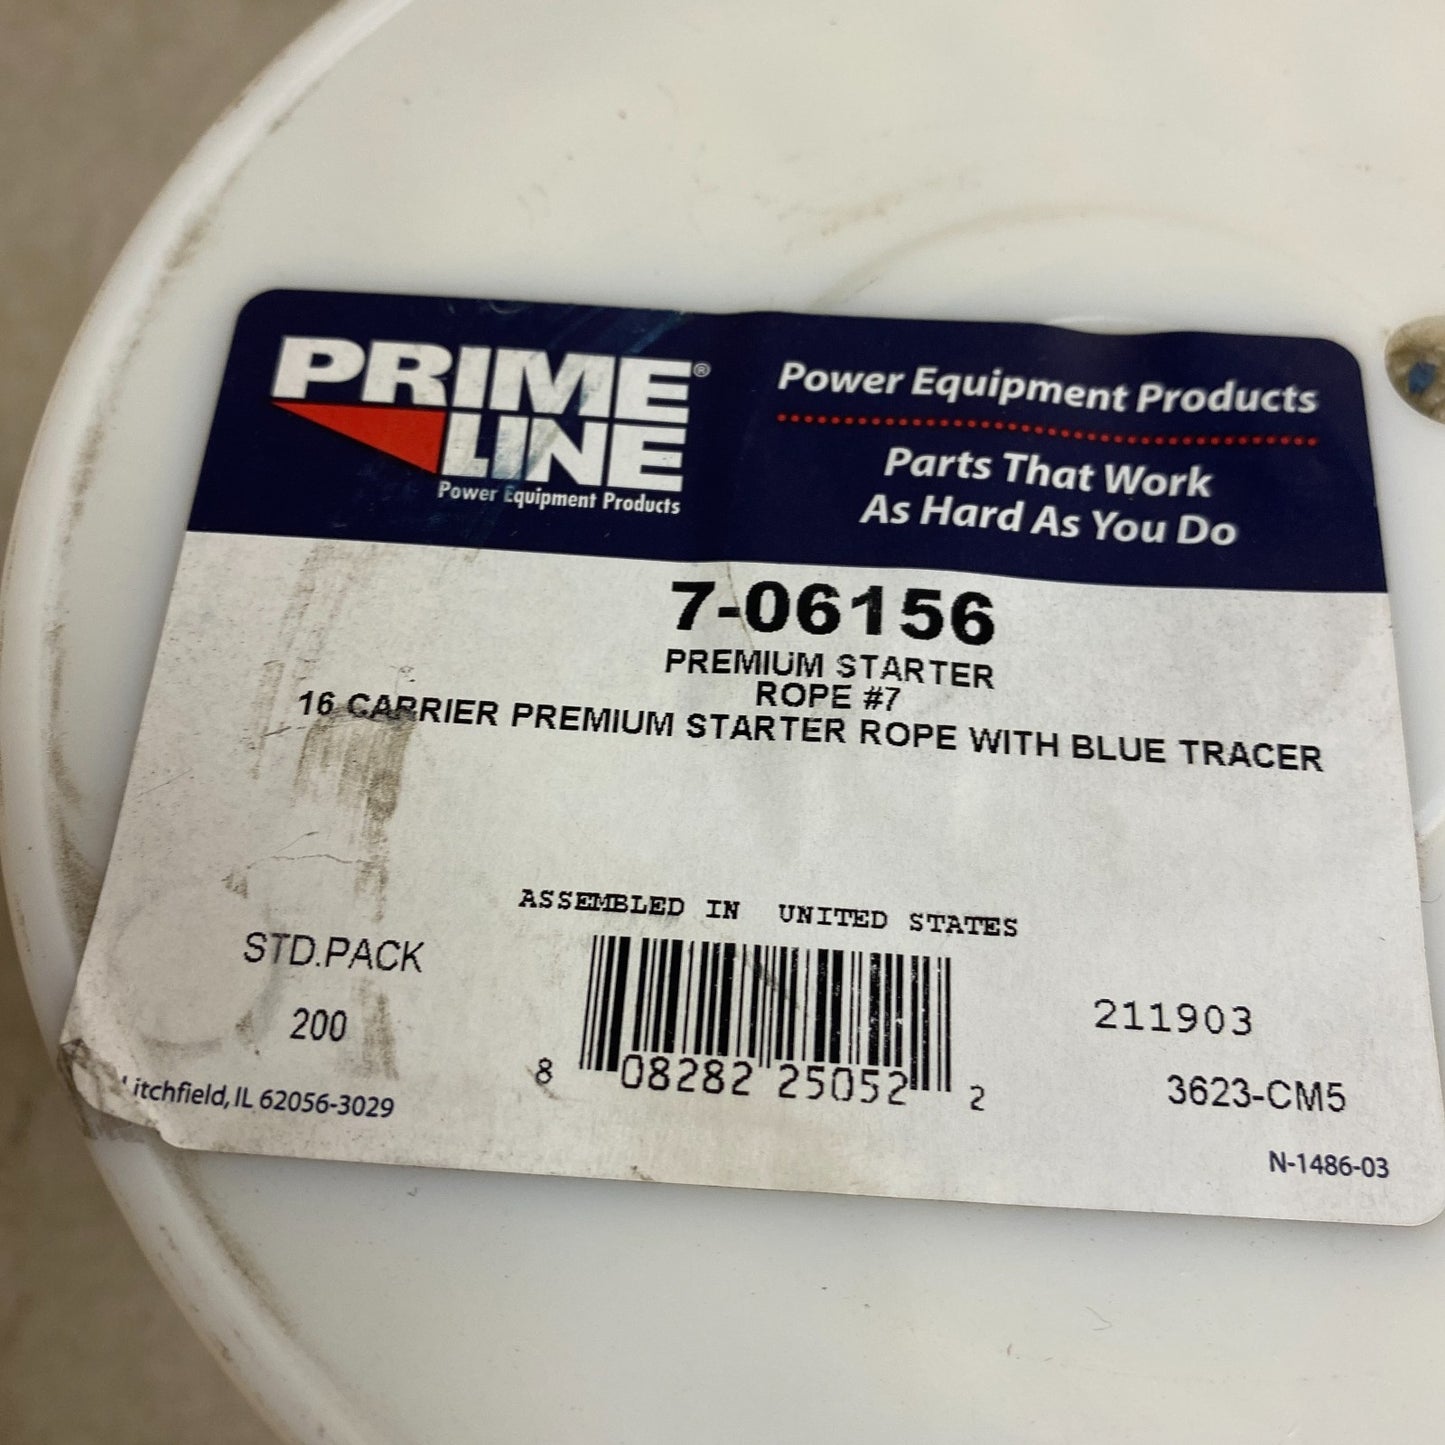 PRIME®
LINE
Power Equipment Products
Power Equipment Products
Parts That Work
As Hard As You Do
7-06156
PREMIUM STARTER
ROPE #7
16 CARRIER PREMIUM STARTER ROPE WITH BLUE TRACER
ASSEMBLED IN UNITED STATES
STD.PACK
200
8 08282 25052 2
211903
3623-CM5
Litchfield, IL 62056-3029
N-1486-03